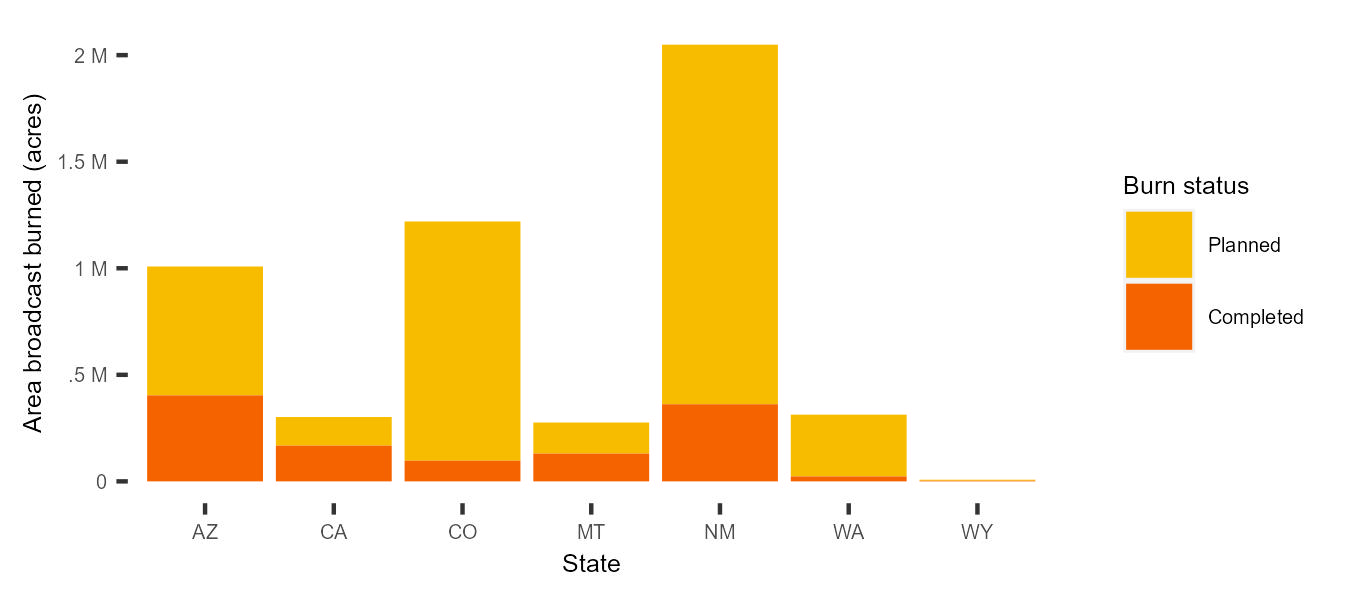 Area broadcast burned (acres)
2 M
1.5 M
1 M
.5 M
0
AZ
CA
CO
MT
NM
WA
WY
State
Burn status
Planned
Completed